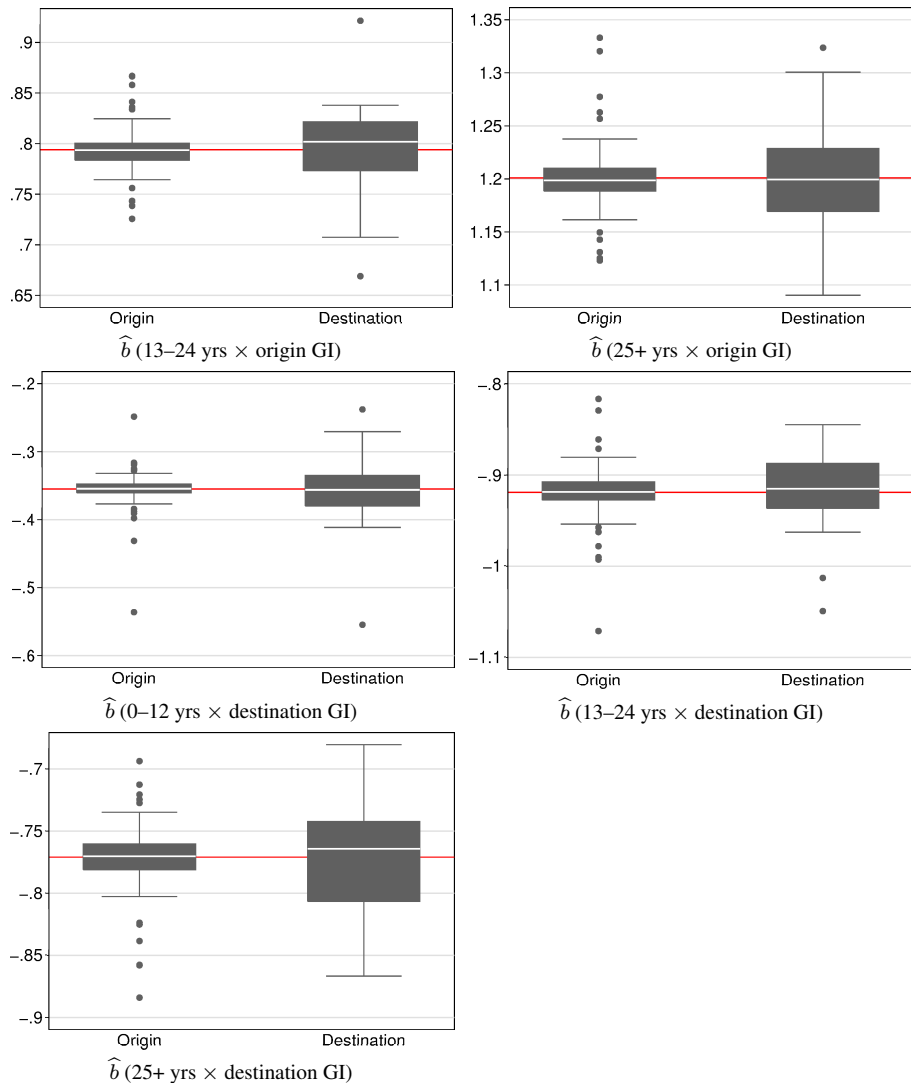 .9
.85
.8
.75
.7
.65
Origin Destination
b̂ (13–24 yrs × origin GI)
1.35
1.3
1.25
1.2
1.15
1.1
Origin Destination
b̂ (25+ yrs × origin GI)
−.2
−.3
−.4
−.5
−.6
Origin Destination
b̂ (0–12 yrs × destination GI)
−.8
−.9
−1
−1.1
Origin Destination
b̂ (13–24 yrs × destination GI)
−.7
−.75
−.8
−.85
−.9
Origin Destination
b̂ (25+ yrs × destination GI)